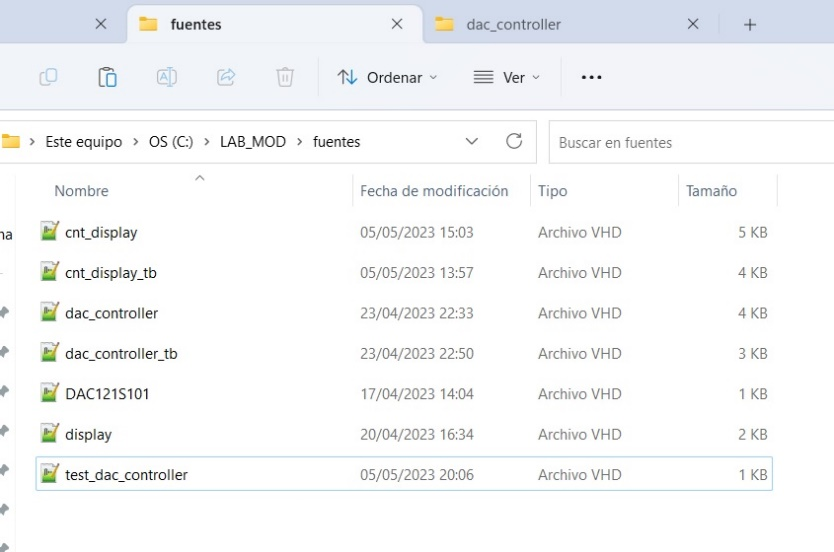 fuentes
dac_controller
Ordenar
Ver
Este equipo > OS (C:) > LAB_MOD > fuentes
Buscar en fuentes
Nombre Fecha de modificación Tipo Tamaño
cnt_display 05/05/2023 15:03 Archivo VHD 5 KB
cnt_display_tb 05/05/2023 13:57 Archivo VHD 4 KB
dac_controller 23/04/2023 22:33 Archivo VHD 4 KB
dac_controller_tb 23/04/2023 22:50 Archivo VHD 3 KB
DAC121S101 17/04/2023 14:04 Archivo VHD 1 KB
display 20/04/2023 16:34 Archivo VHD 2 KB
test_dac_controller 05/05/2023 20:06 Archivo VHD 1 KB